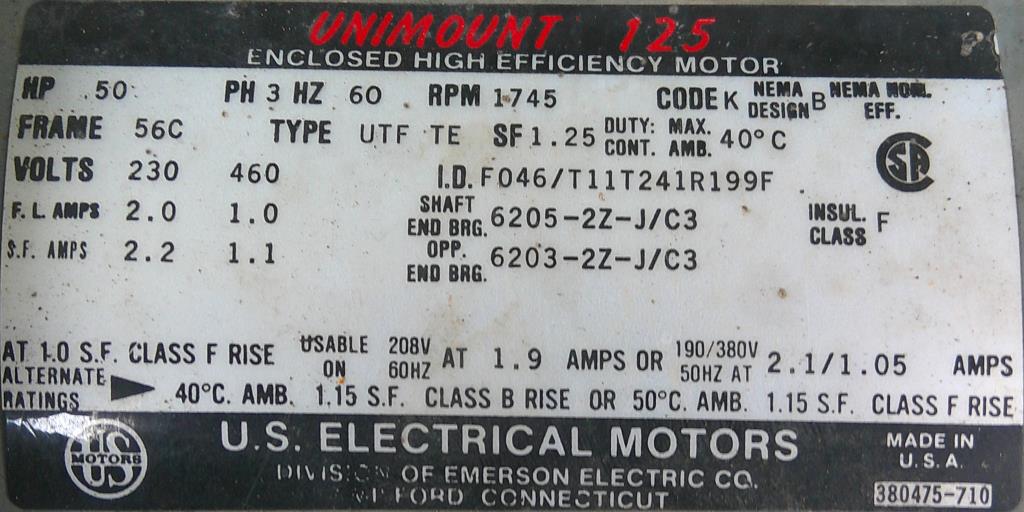 UNIMOUNT 125
ENCLOSED HIGH EFFICIENCY MOTOR
HP .50 PH 3 HZ 60 RPM 1745 CODE K NEMA DESIGN B NEMA NOM. EFF.
FRAME 56C TYPE UTF TE SF 1.25 DUTY: CONT. MAX. AMB. 40°C
VOLTS 230 460 I.D. F046/T11T241R199F
F.L. AMPS 2.0 1.0 SHAFT END BRG. 6205-2Z-J/C3 INSUL. CLASS F
S.F. AMPS 2.2 1.1 OPP. END BRG. 6203-2Z-J/C3
AT 1.0 S.F. CLASS F RISE USABLE ON 208V 60HZ AT 1.9 AMPS OR 190/380V 50HZ AT 2.1/1.05 AMPS
ALTERNATE RATINGS 40°C. AMB. 1.15 S.F. CLASS B RISE OR 50°C. AMB. 1.15 S.F. CLASS F RISE
US MOTORS
U.S. ELECTRICAL MOTORS
DIVISION OF EMERSON ELECTRIC CO.
CONNECTICUT
MADE IN
U.S.A.
380475-710